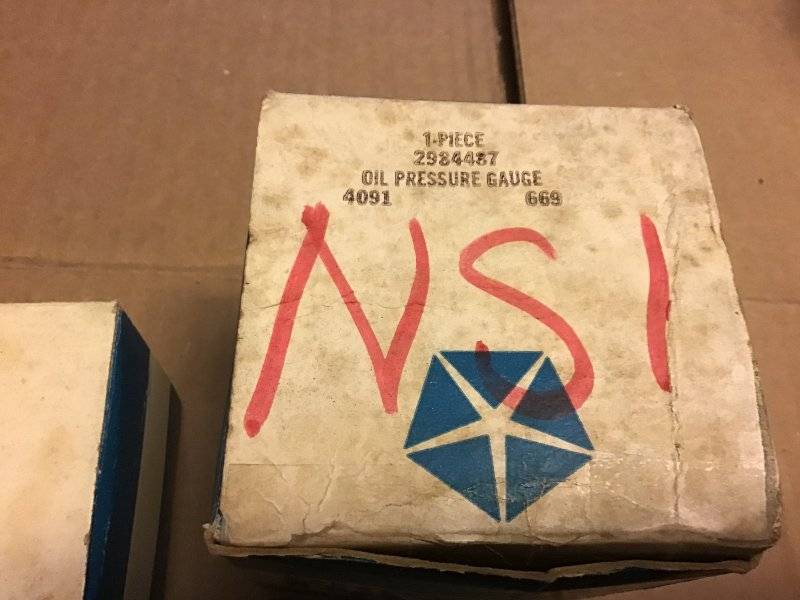 1-PIECE
2984487
OIL PRESSURE GAUGE
4091 669
NSI